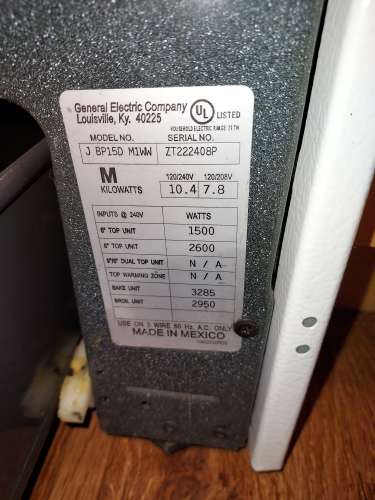 General Electric Company
Louisville, Ky. 40225
UL LISTED
HOUSEHOLD ELECTRIC RANGE
MODEL NO. SERIAL NO.
J BP15D M1WW ZT222408P
M
KILOWATTS
120/240V 120/208V
10.4 7.8
INPUTS @ 240V WATTS
6" TOP UNIT 1500
8" TOP UNIT 2600
DUAL TOP UNIT N/A
TOP WARMING ZONE N/A
BAKE UNIT 3285
BROIL UNIT 2950
USE ON 3 WIRE 60 Hz. A.C. ONLY
MADE IN MEXICO